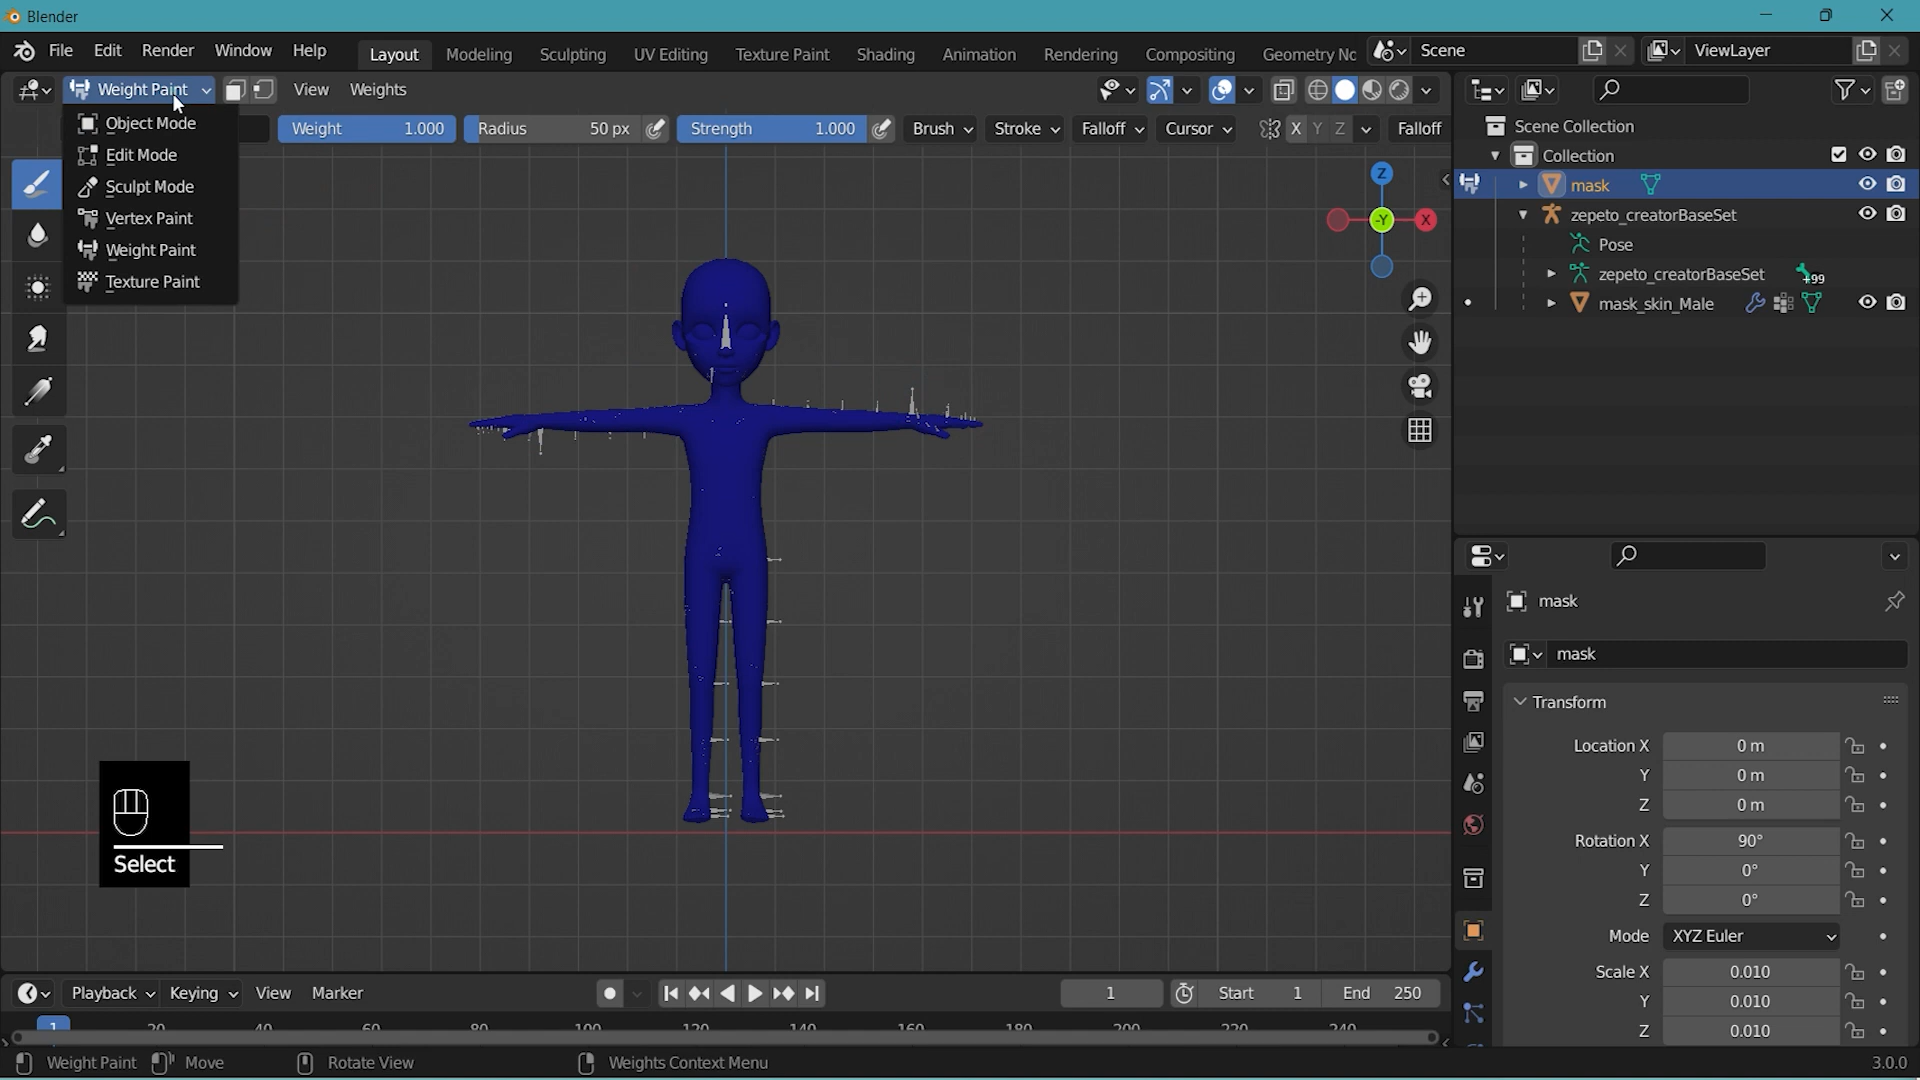 Blender
File Edit Render Window Help Layout Modeling Sculpting UV Editing Texture Paint Shading Animation Rendering Compositing Geometry Nc Scene ViewLayer
Weight Paint View Weights
Weight 1.000 Radius 50 px Strength 1.000 Brush Stroke Falloff Cursor X Y Z Falloff
Object Mode
Edit Mode
Sculpt Mode
Vertex Paint
Weight Paint
Texture Paint
Z
-Y
X
Scene Collection
Collection
mask
zepeto_creatorBaseSet
Pose
zepeto_creatorBaseSet +99
mask_skin_Male
mask
mask
Transform
Location X 0 m
Y 0 m
Z 0 m
Rotation X 90°
Y 0°
Z 0°
Mode XYZ Euler
Scale X 0.010
Y 0.010
Z 0.010
Select
Playback Keying View Marker 1 Start 1 End 250
1 20 40 60 80 100 120 140 160 180 200 220 240
Weight Paint Move Rotate View Weights Context Menu 3.0.0